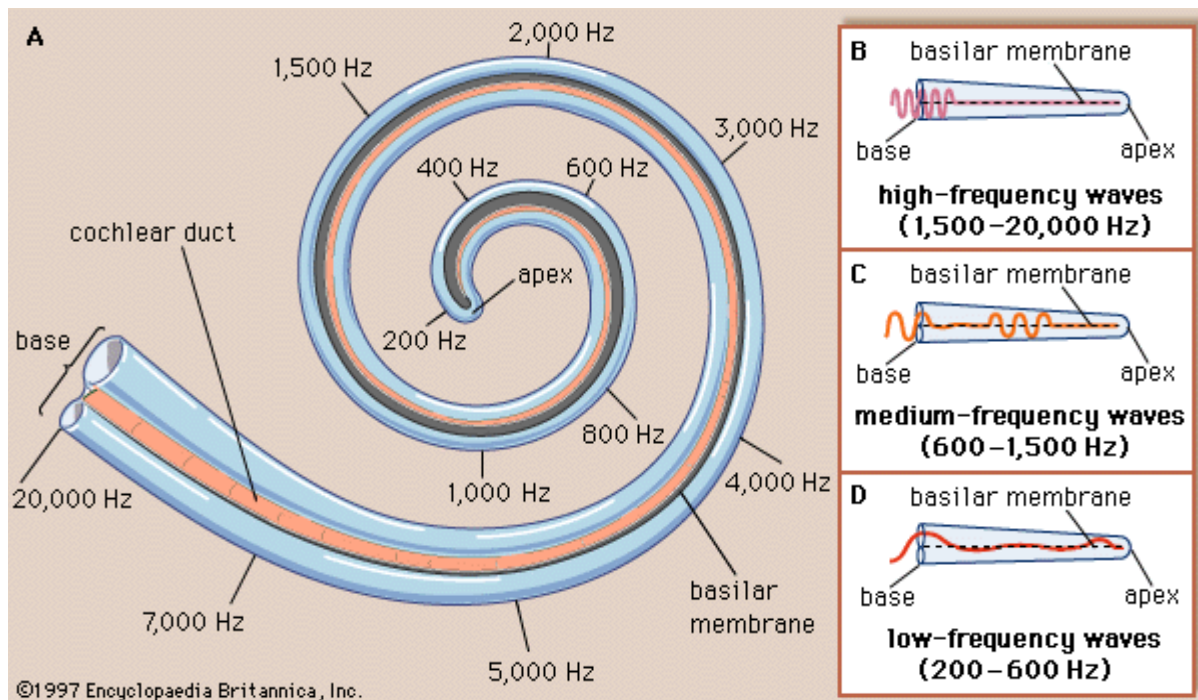 A
2,000 Hz
1,500 Hz
3,000 Hz
400 Hz
600 Hz
cochlear duct
apex
200 Hz
base
800 Hz
20,000 Hz
1,000 Hz
4,000 Hz
basilar
membrane
7,000 Hz
5,000 Hz
©1997 Encyclopaedia Britannica, Inc.
B
basilar membrane
base
apex
high-frequency waves
(1,500–20,000 Hz)
C
basilar membrane
base
apex
medium-frequency waves
(600–1,500 Hz)
D
basilar membrane
base
apex
low-frequency waves
(200–600 Hz)